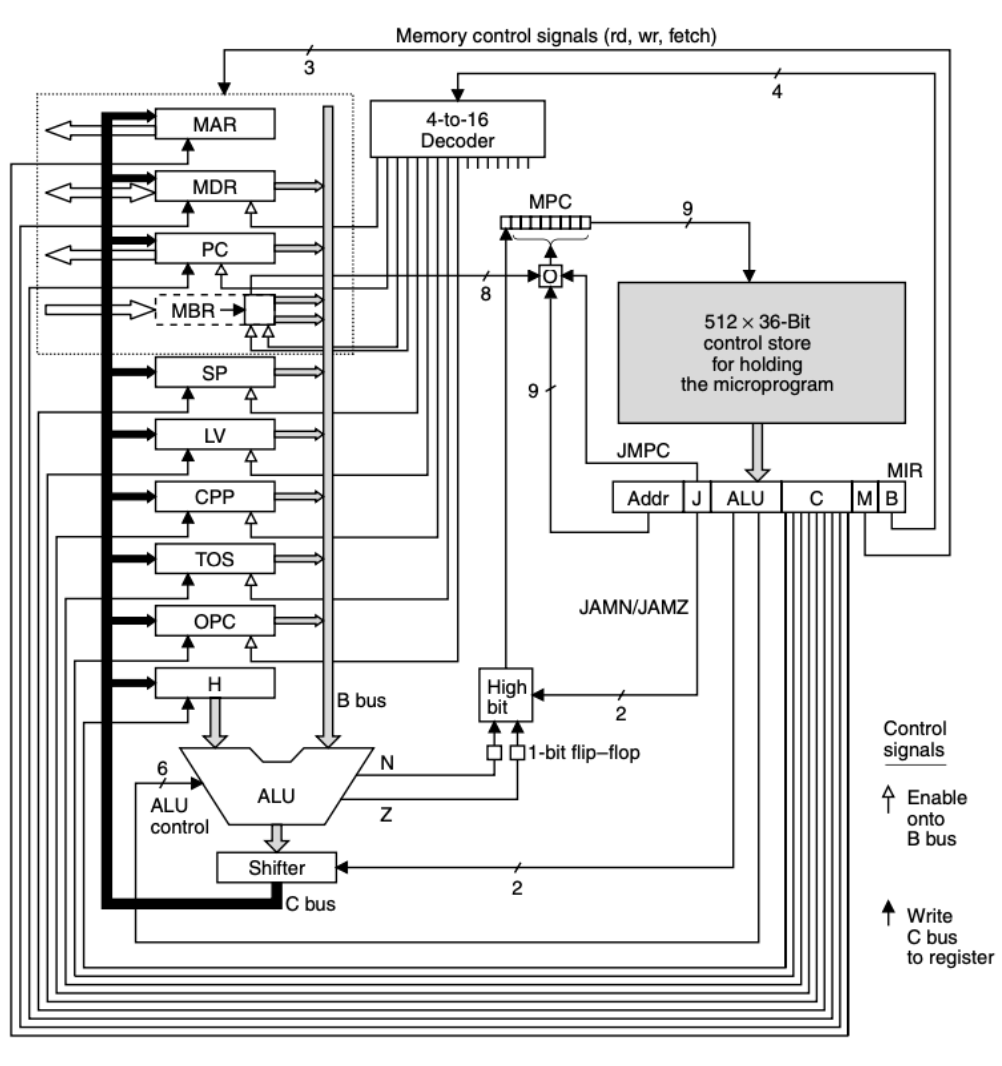 Memory control signals (rd, wr, fetch)
3
4
MAR
4-to-16
Decoder
MDR
MPC
9
PC
O
8
MBR
512 × 36-Bit
control store
for holding
the microprogram
SP
9
LV
JMPC
MIR
Addr J ALU C M B
CPP
TOS
JAMN/JAMZ
OPC
H
High
bit
2
B bus
1-bit flip–flop
N
6
ALU
Z
ALU
control
Control
signals
Enable
onto
B bus
Shifter
2
C bus
Write
C bus
to register